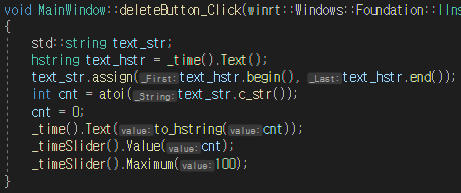 void MainWindow::deleteButton_Click(winrt::Windows::Foundation::IIns
{
std::string text_str;
hstring text_hstr = _time().Text();
text_str.assign(_First:text_hstr.begin(), _Last:text_hstr.end());
int cnt = atoi(_String:text_str.c_str());
cnt = 0;
_time().Text(value:to_hstring(value:cnt));
_timeSlider().Value(value:cnt);
_timeSlider().Maximum(value:100);
}